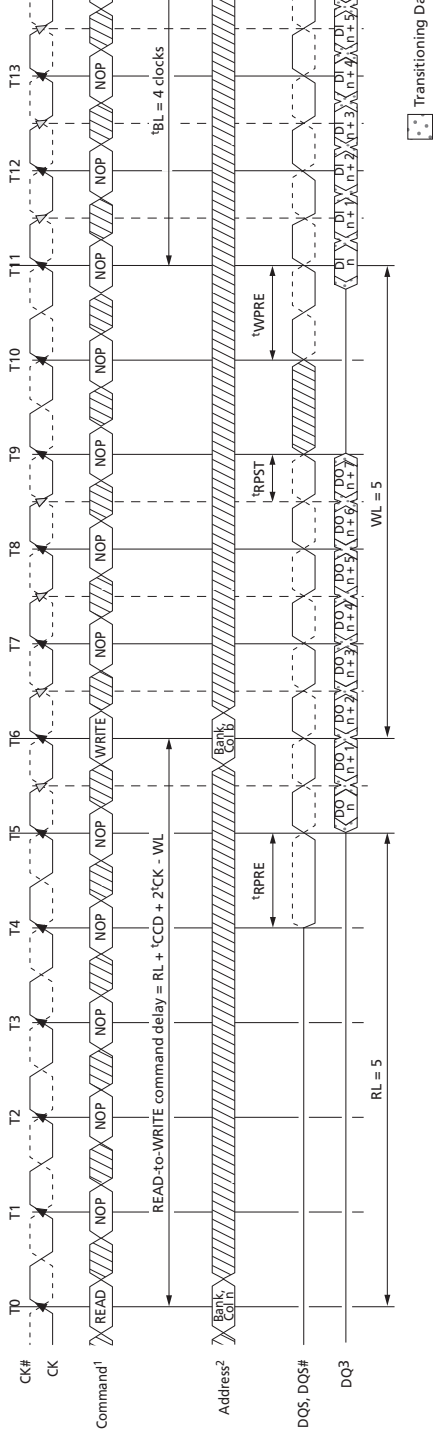 T0 T1 T2 T3 T4 T5 T6 T7 T8 T9 T10 T11 T12 T13
CK#
CK
Command1 READ NOP NOP NOP NOP NOP WRITE NOP NOP NOP NOP NOP NOP NOP
READ-to-WRITE command delay = RL + tCCD + 2tCK - WL
tBL = 4 clocks
Address2 Bank, Col n Bank, Col b
tRPRE tRPST tWPRE
DQS, DQS#
DQ3 DO n DO n + 1 DO n + 2 DO n + 3 DO n + 4 DO n + 5 DO n + 6 DO n + 7 DI n DI n + 1 DI n + 2 DI n + 3 DI n + 4 DI n + 5
RL = 5 WL = 5
Transitioning Da